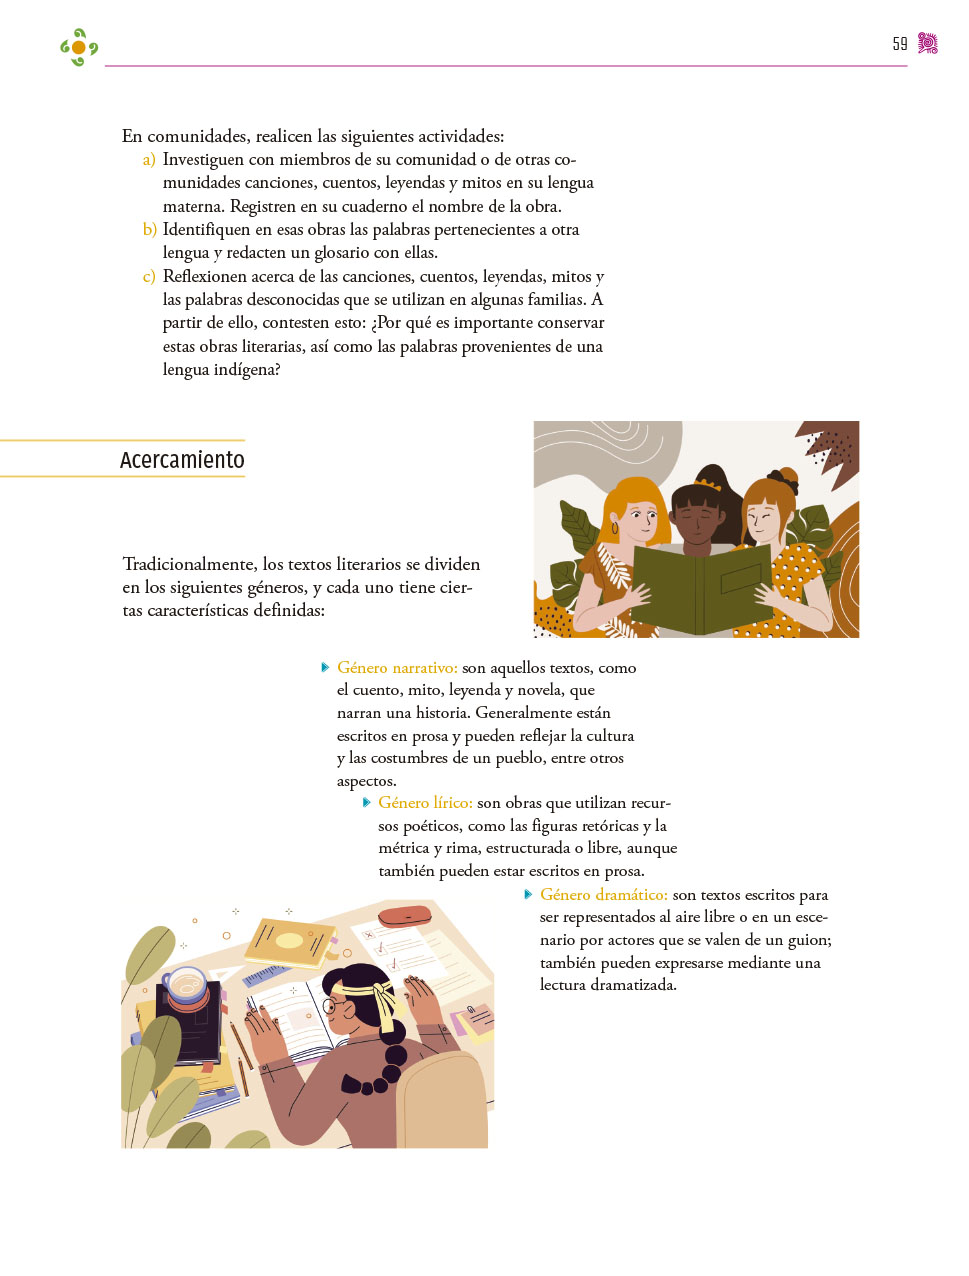 59
En comunidades, realicen las siguientes actividades:
a) Investiguen con miembros de su comunidad o de otras co-
munidades canciones, cuentos, leyendas y mitos en su lengua
materna. Registren en su cuaderno el nombre de la obra.
b) Identifiquen en esas obras las palabras pertenecientes a otra
lengua y redacten un glosario con ellas.
c) Reflexionen acerca de las canciones, cuentos, leyendas, mitos y
las palabras desconocidas que se utilizan en algunas familias. A
partir de ello, contesten esto: ¿Por qué es importante conservar
estas obras literarias, así como las palabras provenientes de una
lengua indígena?
Acercamiento
Tradicionalmente, los textos literarios se dividen
en los siguientes géneros, y cada uno tiene cier-
tas características definidas:
Género narrativo: son aquellos textos, como
el cuento, mito, leyenda y novela, que
narran una historia. Generalmente están
escritos en prosa y pueden reflejar la cultura
y las costumbres de un pueblo, entre otros
aspectos.
Género lírico: son obras que utilizan recur-
sos poéticos, como las figuras retóricas y la
métrica y rima, estructurada o libre, aunque
también pueden estar escritos en prosa.
Género dramático: son textos escritos para
ser representados al aire libre o en un esce-
nario por actores que se valen de un guion;
también pueden expresarse mediante una
lectura dramatizada.